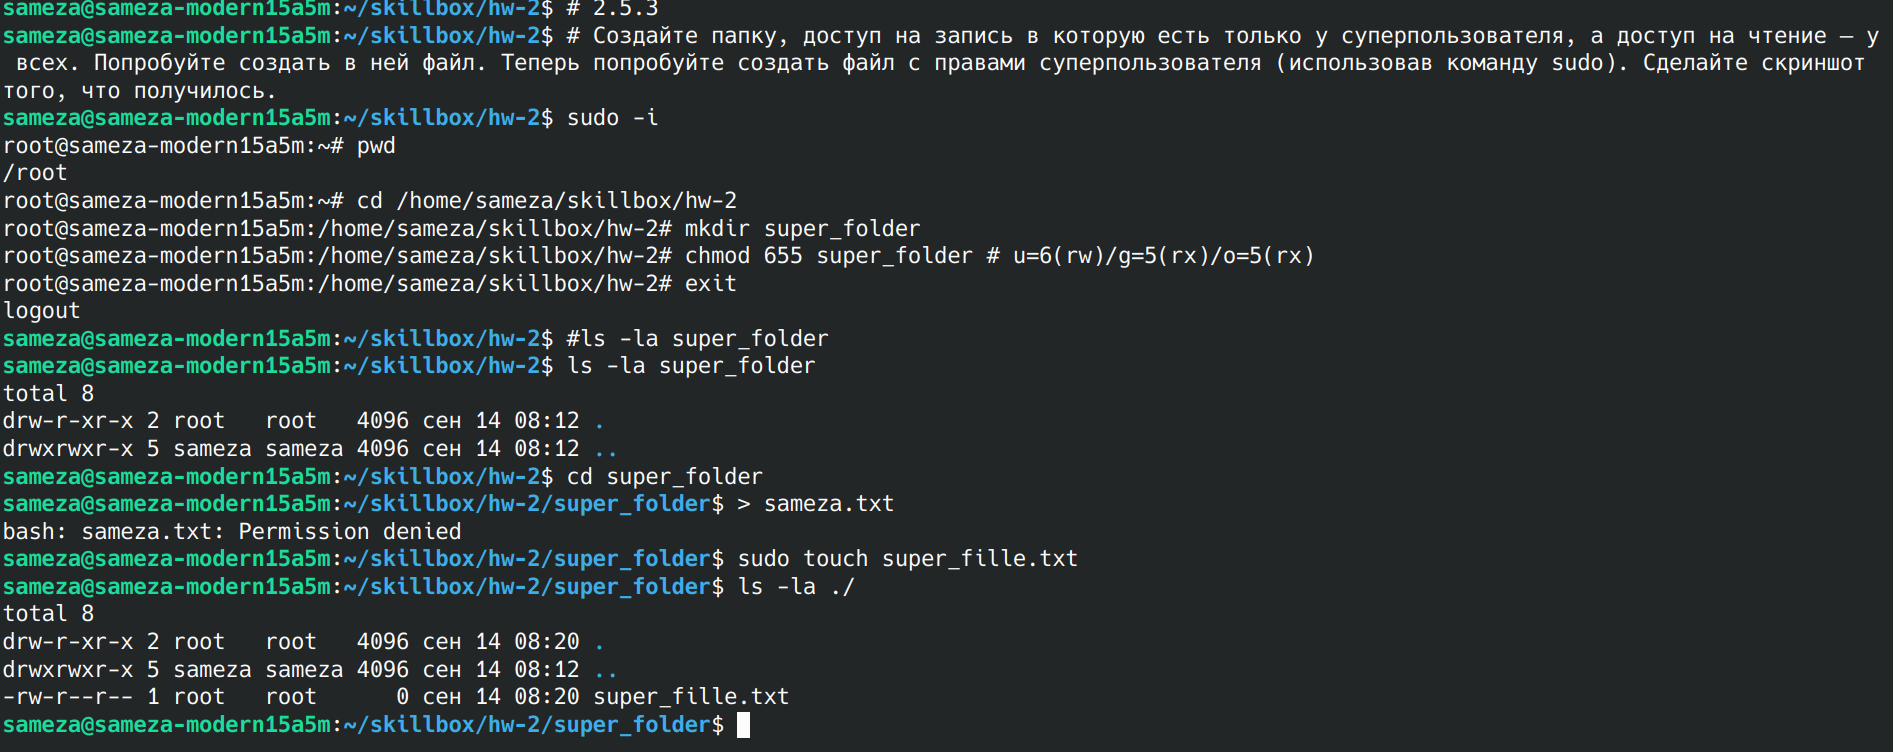 sameza@sameza-modern15a5m:~/skillbox/hw-2$ # 2.5.3
sameza@sameza-modern15a5m:~/skillbox/hw-2$ # Создайте папку, доступ на запись в которую есть только у суперпользователя, а доступ на чтение — у
 всех. Попробуйте создать в ней файл. Теперь попробуйте создать файл с правами суперпользователя (использовав команду sudo). Сделайте скриншот
того, что получилось.
sameza@sameza-modern15a5m:~/skillbox/hw-2$ sudo -i
root@sameza-modern15a5m:~# pwd
/root
root@sameza-modern15a5m:~# cd /home/sameza/skillbox/hw-2
root@sameza-modern15a5m:/home/sameza/skillbox/hw-2# mkdir super_folder
root@sameza-modern15a5m:/home/sameza/skillbox/hw-2# chmod 655 super_folder # u=6(rw)/g=5(rx)/o=5(rx)
root@sameza-modern15a5m:/home/sameza/skillbox/hw-2# exit
logout
sameza@sameza-modern15a5m:~/skillbox/hw-2$ #ls -la super_folder
sameza@sameza-modern15a5m:~/skillbox/hw-2$ ls -la super_folder
total 8
drw-r-xr-x 2 root   root   4096 сен 14 08:12 .
drwxrwxr-x 5 sameza sameza 4096 сен 14 08:12 ..
sameza@sameza-modern15a5m:~/skillbox/hw-2$ cd super_folder
sameza@sameza-modern15a5m:~/skillbox/hw-2/super_folder$ > sameza.txt
bash: sameza.txt: Permission denied
sameza@sameza-modern15a5m:~/skillbox/hw-2/super_folder$ sudo touch super_fille.txt
sameza@sameza-modern15a5m:~/skillbox/hw-2/super_folder$ ls -la ./
total 8
drw-r-xr-x 2 root   root   4096 сен 14 08:20 .
drwxrwxr-x 5 sameza sameza 4096 сен 14 08:12 ..
-rw-r--r-- 1 root   root      0 сен 14 08:20 super_fille.txt
sameza@sameza-modern15a5m:~/skillbox/hw-2/super_folder$